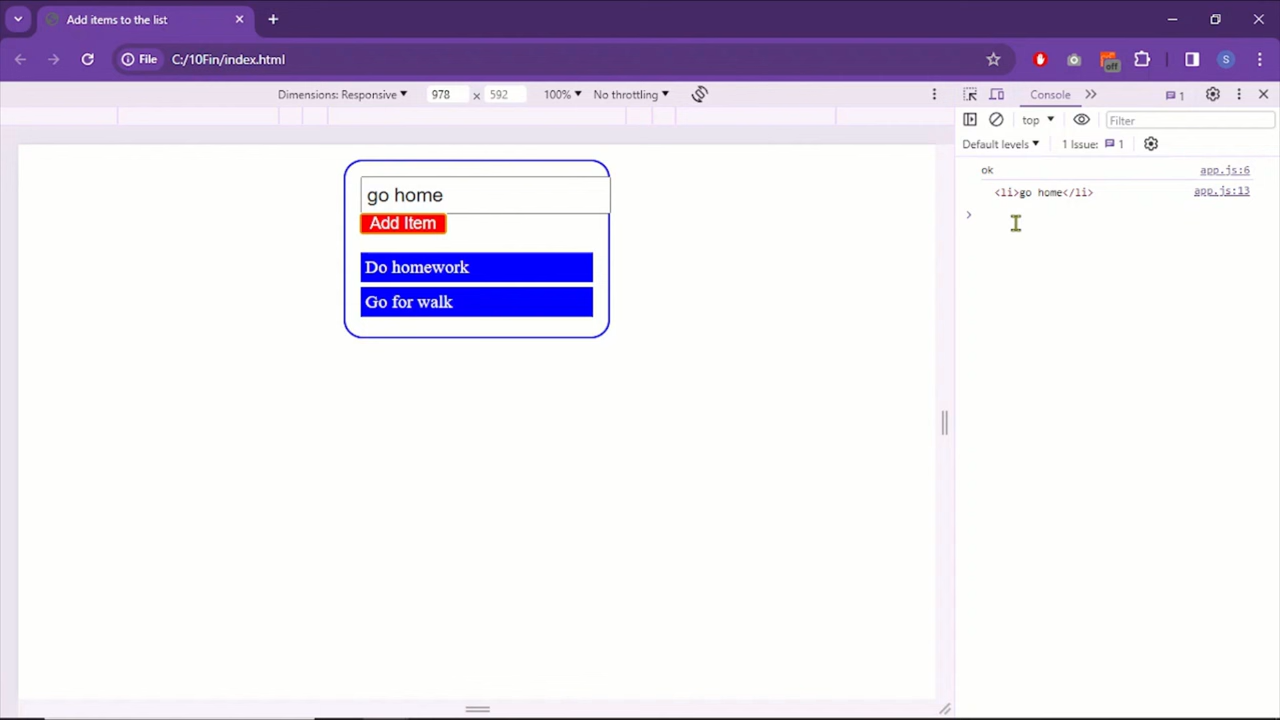 Add items to the list
File C:/10Fin/index.html
off
S
Dimensions: Responsive 978 × 592 100% No throttling
Console 1
top Filter
Default levels 1 Issue: 1
ok app.js:6
<li>go home</li> app.js:13
go home
Add Item
Do homework
Go for walk